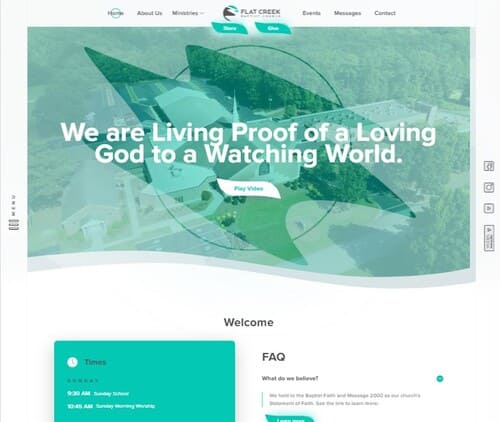 Home About Us Ministries FLAT CREEK Events Messages Contact
BAPTIST CHURCH
Store Give
We are Living Proof of a Loving
God to a Watching World.
Play Video
MENU
Welcome
Times
SUNDAY
9:30 AM Sunday School
10:45 AM Sunday Morning Worship
FAQ
What do we believe?
We hold to the Baptist Faith and Message 2000 as our church's
Statement of Faith. See the link to learn more:
Learn more